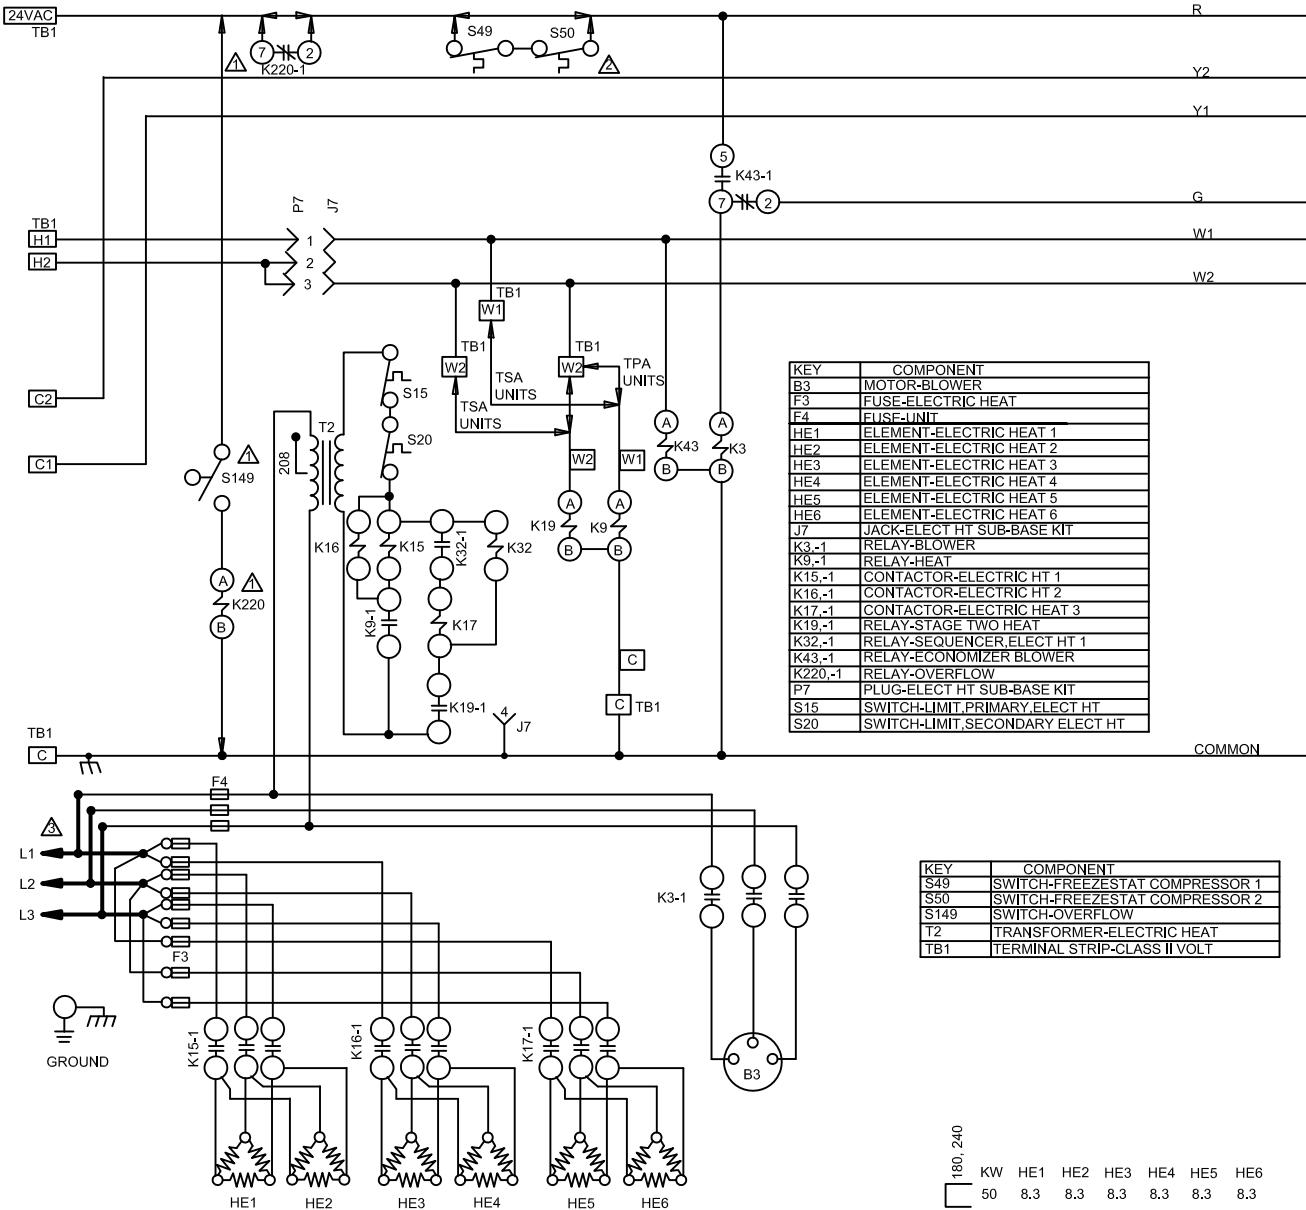 24VAC
TB1
R
7
2
K220-1
1
S49
S50
2
Y2
Y1
5
K43-1
7
2
G
P7
J7
TB1
H1
1
W1
H2
2
3
W2
TB1
W1
TB1
W2
TB1
W2
TSA
UNITS
TPA
UNITS
TSA
UNITS
C2
C1
S15
S20
T2
208
1
S149
A
K43
B
A
K3
B
W2
W1
A
K19
B
A
K9
B
K16
K15
K32-1
K32
A
1
K220
B
K9-1
K17
K19-1
4
J7
C
C
TB1
TB1
C
COMMON
KEY COMPONENT
B3 MOTOR-BLOWER
F3 FUSE-ELECTRIC HEAT
F4 FUSE-UNIT
HE1 ELEMENT-ELECTRIC HEAT 1
HE2 ELEMENT-ELECTRIC HEAT 2
HE3 ELEMENT-ELECTRIC HEAT 3
HE4 ELEMENT-ELECTRIC HEAT 4
HE5 ELEMENT-ELECTRIC HEAT 5
HE6 ELEMENT-ELECTRIC HEAT 6
J7 JACK-ELECT HT SUB-BASE KIT
K3,-1 RELAY-BLOWER
K9,-1 RELAY-HEAT
K15,-1 CONTACTOR-ELECTRIC HT 1
K16,-1 CONTACTOR-ELECTRIC HT 2
K17,-1 CONTACTOR-ELECTRIC HEAT 3
K19,-1 RELAY-STAGE TWO HEAT
K32,-1 RELAY-SEQUENCER,ELECT HT 1
K43,-1 RELAY-ECONOMIZER BLOWER
K220,-1 RELAY-OVERFLOW
P7 PLUG-ELECT HT SUB-BASE KIT
S15 SWITCH-LIMIT,PRIMARY,ELECT HT
S20 SWITCH-LIMIT,SECONDARY ELECT HT
F4
3
L1
L2
L3
F3
K3-1
KEY COMPONENT
S49 SWITCH-FREEZESTAT COMPRESSOR 1
S50 SWITCH-FREEZESTAT COMPRESSOR 2
S149 SWITCH-OVERFLOW
T2 TRANSFORMER-ELECTRIC HEAT
TB1 TERMINAL STRIP-CLASS II VOLT
GROUND
K15-1
K16-1
K17-1
B3
HE1
HE2
HE3
HE4
HE5
HE6
180, 240
KW HE1 HE2 HE3 HE4 HE5 HE6
50 8.3 8.3 8.3 8.3 8.3 8.3